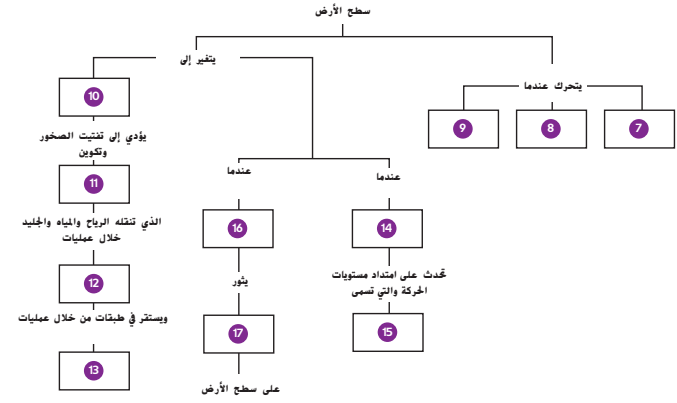 سطح الأرض
يتغير إلى
يتحرك عندما
7
8
9
10
يؤدي إلى تفتيت الصخور
وتكوين
11
الذي تنقله الرياح والمياه والجليد
خلال عمليات
12
ويستقر في طبقات من خلال عمليات
13
عندما
14
تحدث على امتداد مستويات
الحركة والتي تسمى
15
عندما
16
يثور
17
على سطح الأرض